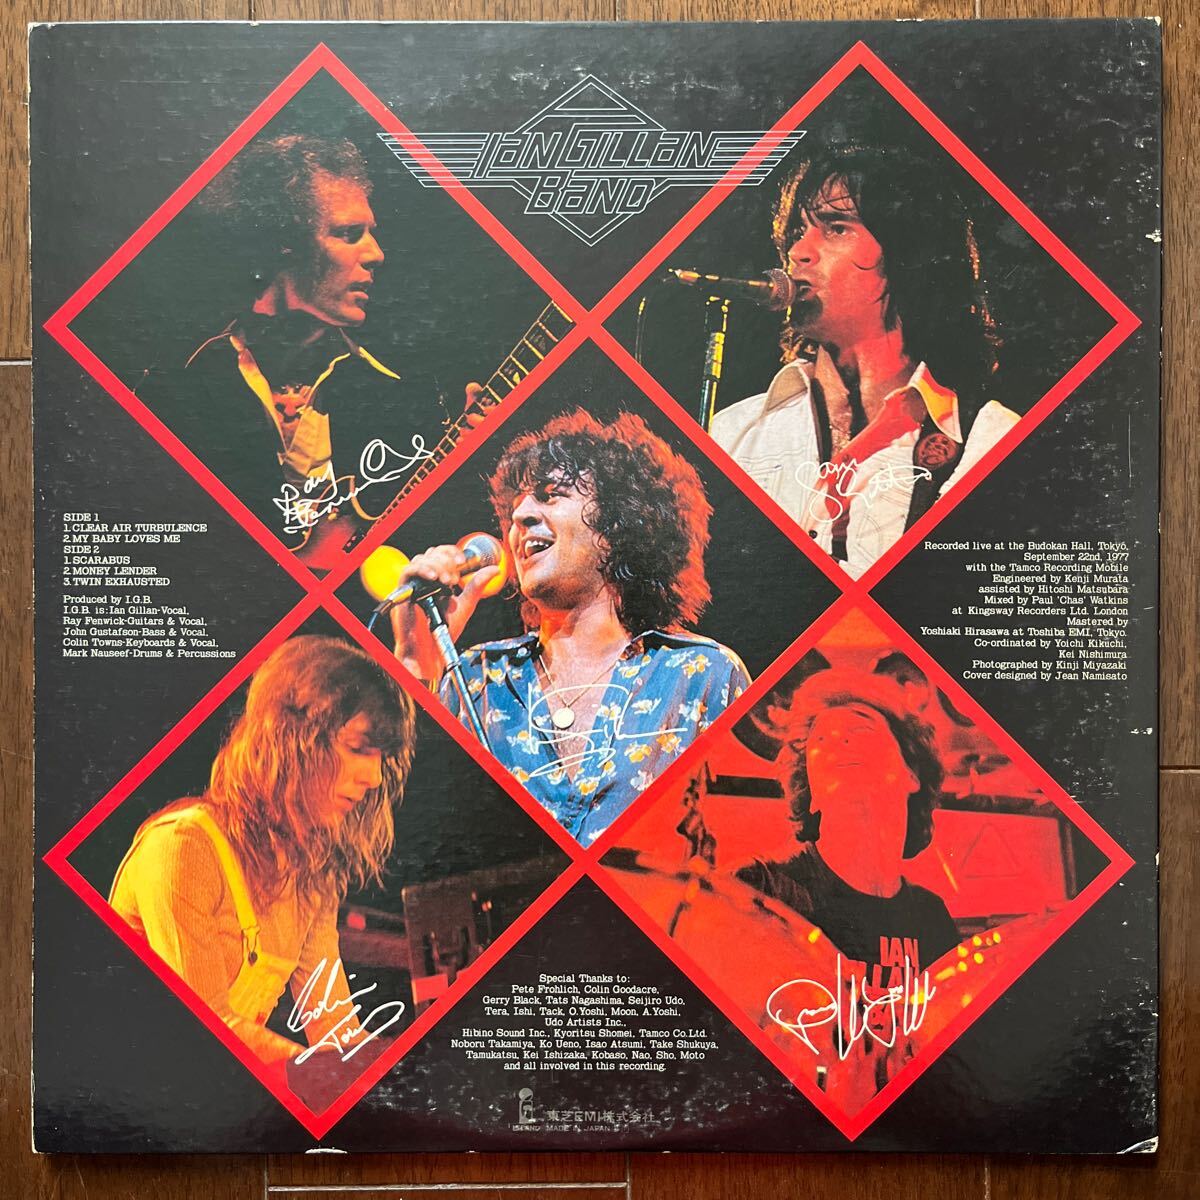 IAN GILLAN
BAND
SIDE 1
1. CLEAR AIR TURBULENCE
2. MY BABY LOVES ME
SIDE 2
1. SCARABUS
2. MONEY LENDER
3. TWIN EXHAUSTED
Produced by I.G.B.
I.G.B. is: Ian Gillan-Vocal,
Ray Fenwick-Guitars & Vocal,
John Gustafson-Bass & Vocal,
Colin Towns-Keyboards & Vocal,
Mark Nauseef-Drums & Percussions
Recorded live at the Budokan Hall, Tokyo,
September 22nd, 1977
with the Tamco Recording Mobile
Engineered by Kenji Murata
assisted by Hitoshi Matsubara
Mixed by Paul 'Chas' Watkins
at Kingsway Recorders Ltd. London
Mastered by
Yoshiaki Hirasawa at Toshiba EMI, Tokyo.
Co-ordinated by Yoichi Kikuchi,
Kei Nishimura
Photographed by Kinji Miyazaki
Cover designed by Jean Namisato
IAN
Special Thanks to:
Pete Frohlich, Colin Goodacre,
Gerry Black, Tats Nagashima, Seijiro Udo,
Tera, Ishi, Tack, O.Yoshi, Moon, A.Yoshi,
Udo Artists Inc.,
Hibino Sound Inc., Kyoritsu Shomei, Tamco Co.Ltd.
Noboru Takamiya, Ko Ueno, Isao Atsumi, Take Shukuya,
Tamukatsu, Kei Ishizaka, Kobaso, Nao, Sho, Moto
and all involved in this recording.
東芝EMI株式会社
ISLAND MADE IN JAPAN